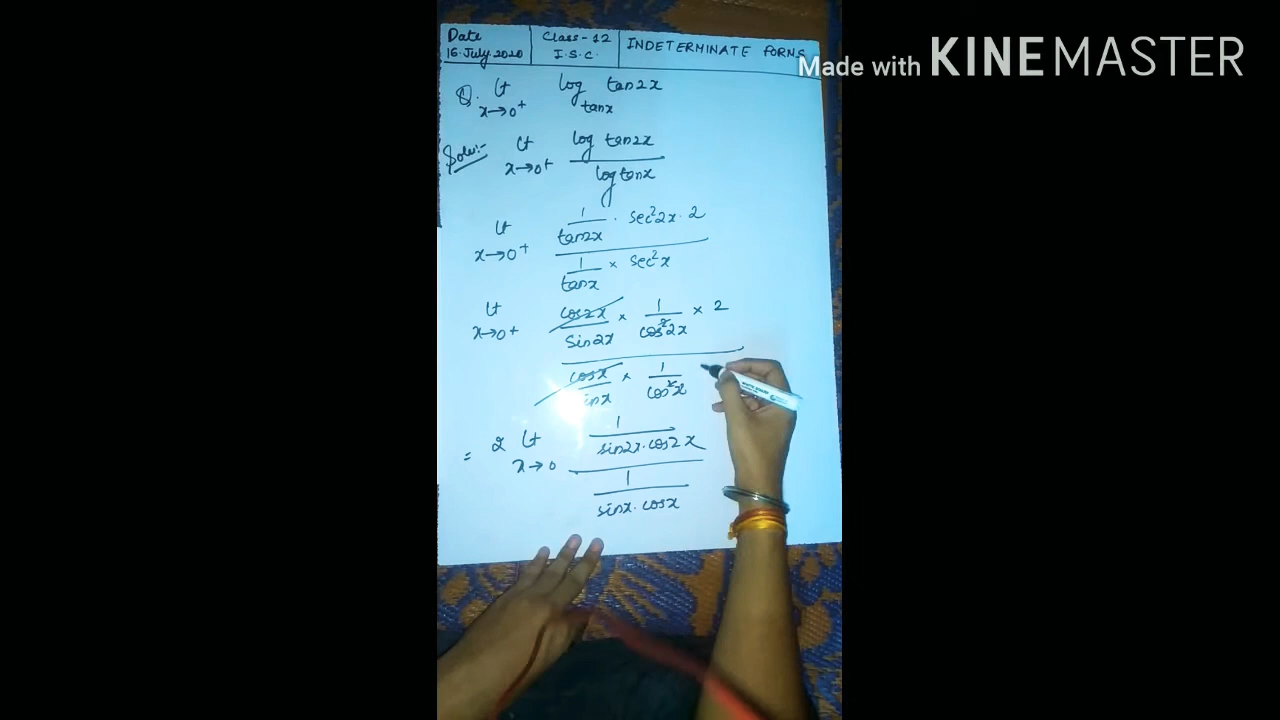 Made with KINEMASTER
Date Class-12 INDETERMINATE FORMS
16 July 2020 I.S.C.
Q. Lt log tan2x
x→0⁺ tanx
Soln:- Lt log tan2x
x→0⁺ log tanx
Lt 1/tan2x · sec²2x · 2
x→0⁺ 1/tanx × sec²x
Lt cos2x/sin2x × 1/cos²2x × 2
x→0⁺ cosx/sinx × 1/cos²x
= 2 Lt 1/sin2x·cos2x
x→0 1/sinx·cosx